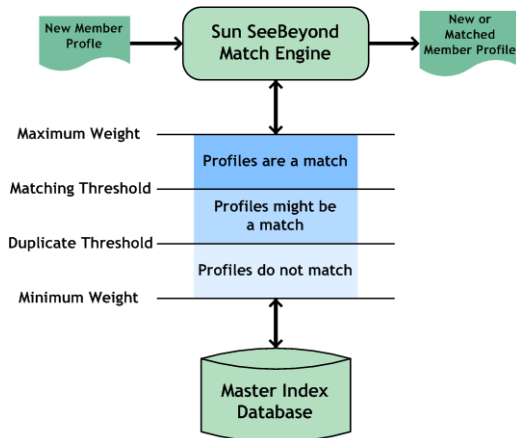 New Member
Profle
Sun SeeBeyond
Match Engine
New or
Matched
Member Profile
Maximum Weight
Profiles are a match
Matching Threshold
Profiles might be
a match
Duplicate Threshold
Profiles do not match
Minimum Weight
Master Index
Database